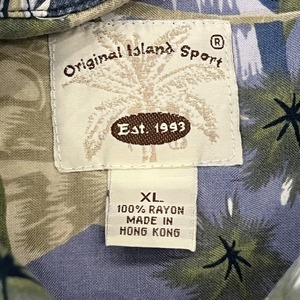 Original Island Sport®
Est. 1993
XL
100% RAYON
MADE IN
HONG KONG